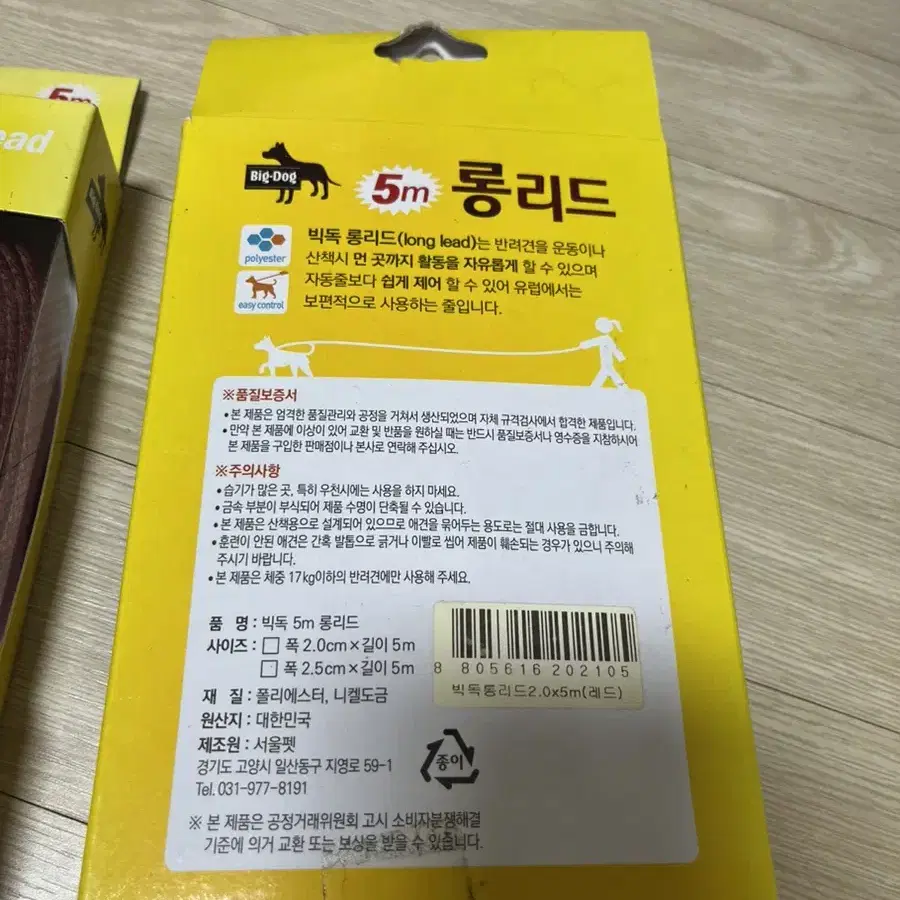 5m
ead
Big-Dog
5m 롱리드
polyester
easy control
빅독 롱리드(long lead)는 반려견을 운동이나
산책시 먼 곳까지 활동을 자유롭게 할 수 있으며
자동줄보다 쉽게 제어 할 수 있어 유럽에서는
보편적으로 사용하는 줄입니다.
※품질보증서
• 본 제품은 엄격한 품질관리와 공정을 거쳐서 생산되었으며 자체 규격검사에서 합격한 제품입니다.
• 만약 본 제품에 이상이 있어 교환 및 반품을 원하실 때는 반드시 품질보증서나 영수증을 지참하시어
본 제품을 구입한 판매점이나 본사로 연락해 주십시오.
※주의사항
• 습기가 많은 곳, 특히 우천시에는 사용을 하지 마세요.
• 금속 부분이 부식되어 제품 수명이 단축될 수 있습니다.
• 본 제품은 산책용으로 설계되어 있으므로 애견을 묶어두는 용도로는 절대 사용을 금합니다.
• 훈련이 안된 애견은 간혹 발톱으로 긁거나 이빨로 씹어 제품이 훼손되는 경우가 있으니 주의해
주시기 바랍니다.
• 본 제품은 체중 17kg이하의 반려견에만 사용해 주세요.
품 명 : 빅독 5m 롱리드
사이즈 : □ 폭 2.0cm×길이 5m
□ 폭 2.5cm×길이 5m
재 질 : 폴리에스터, 니켈도금
원산지 : 대한민국
제조원 : 서울펫
경기도 고양시 일산동구 지영로 59-1
Tel. 031-977-8191
※ 본 제품은 공정거래위원회 고시 소비자분쟁해결
기준에 의거 교환 또는 보상을 받을 수 있습니다.
8 805616 202105
빅독롱리드2.0x5m(레드)
종이